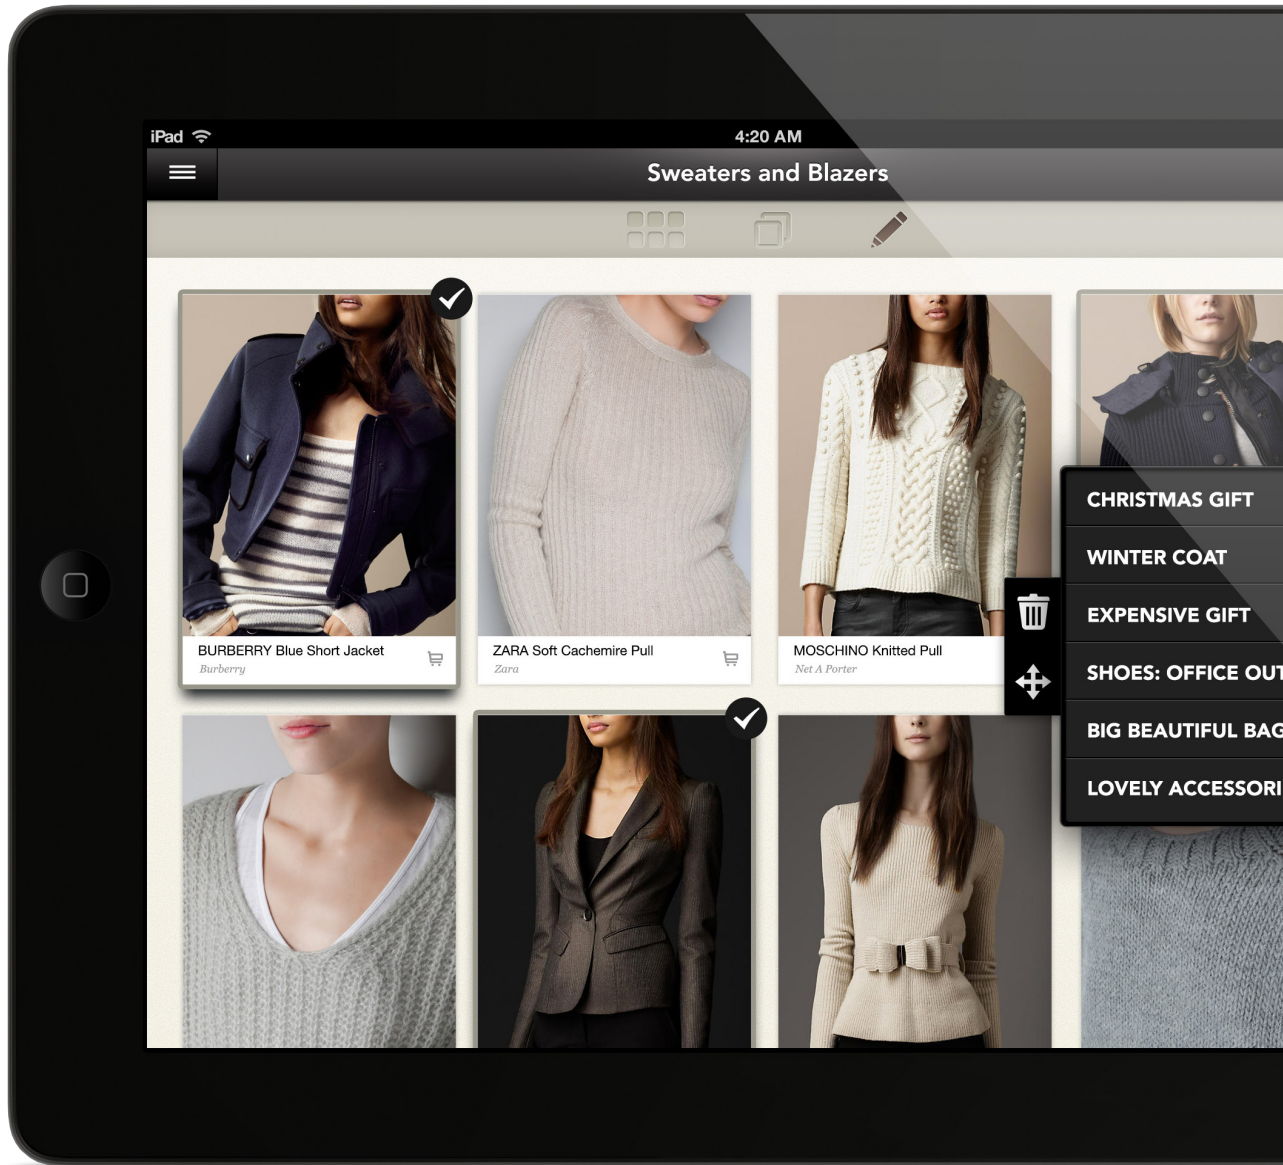 iPad
4:20 AM
Sweaters and Blazers
BURBERRY Blue Short Jacket
Burberry
ZARA Soft Cachemire Pull
Zara
MOSCHINO Knitted Pull
Net A Porter
CHRISTMAS GIFT
WINTER COAT
EXPENSIVE GIFT
SHOES: OFFICE OUT
BIG BEAUTIFUL BAG
LOVELY ACCESSORI